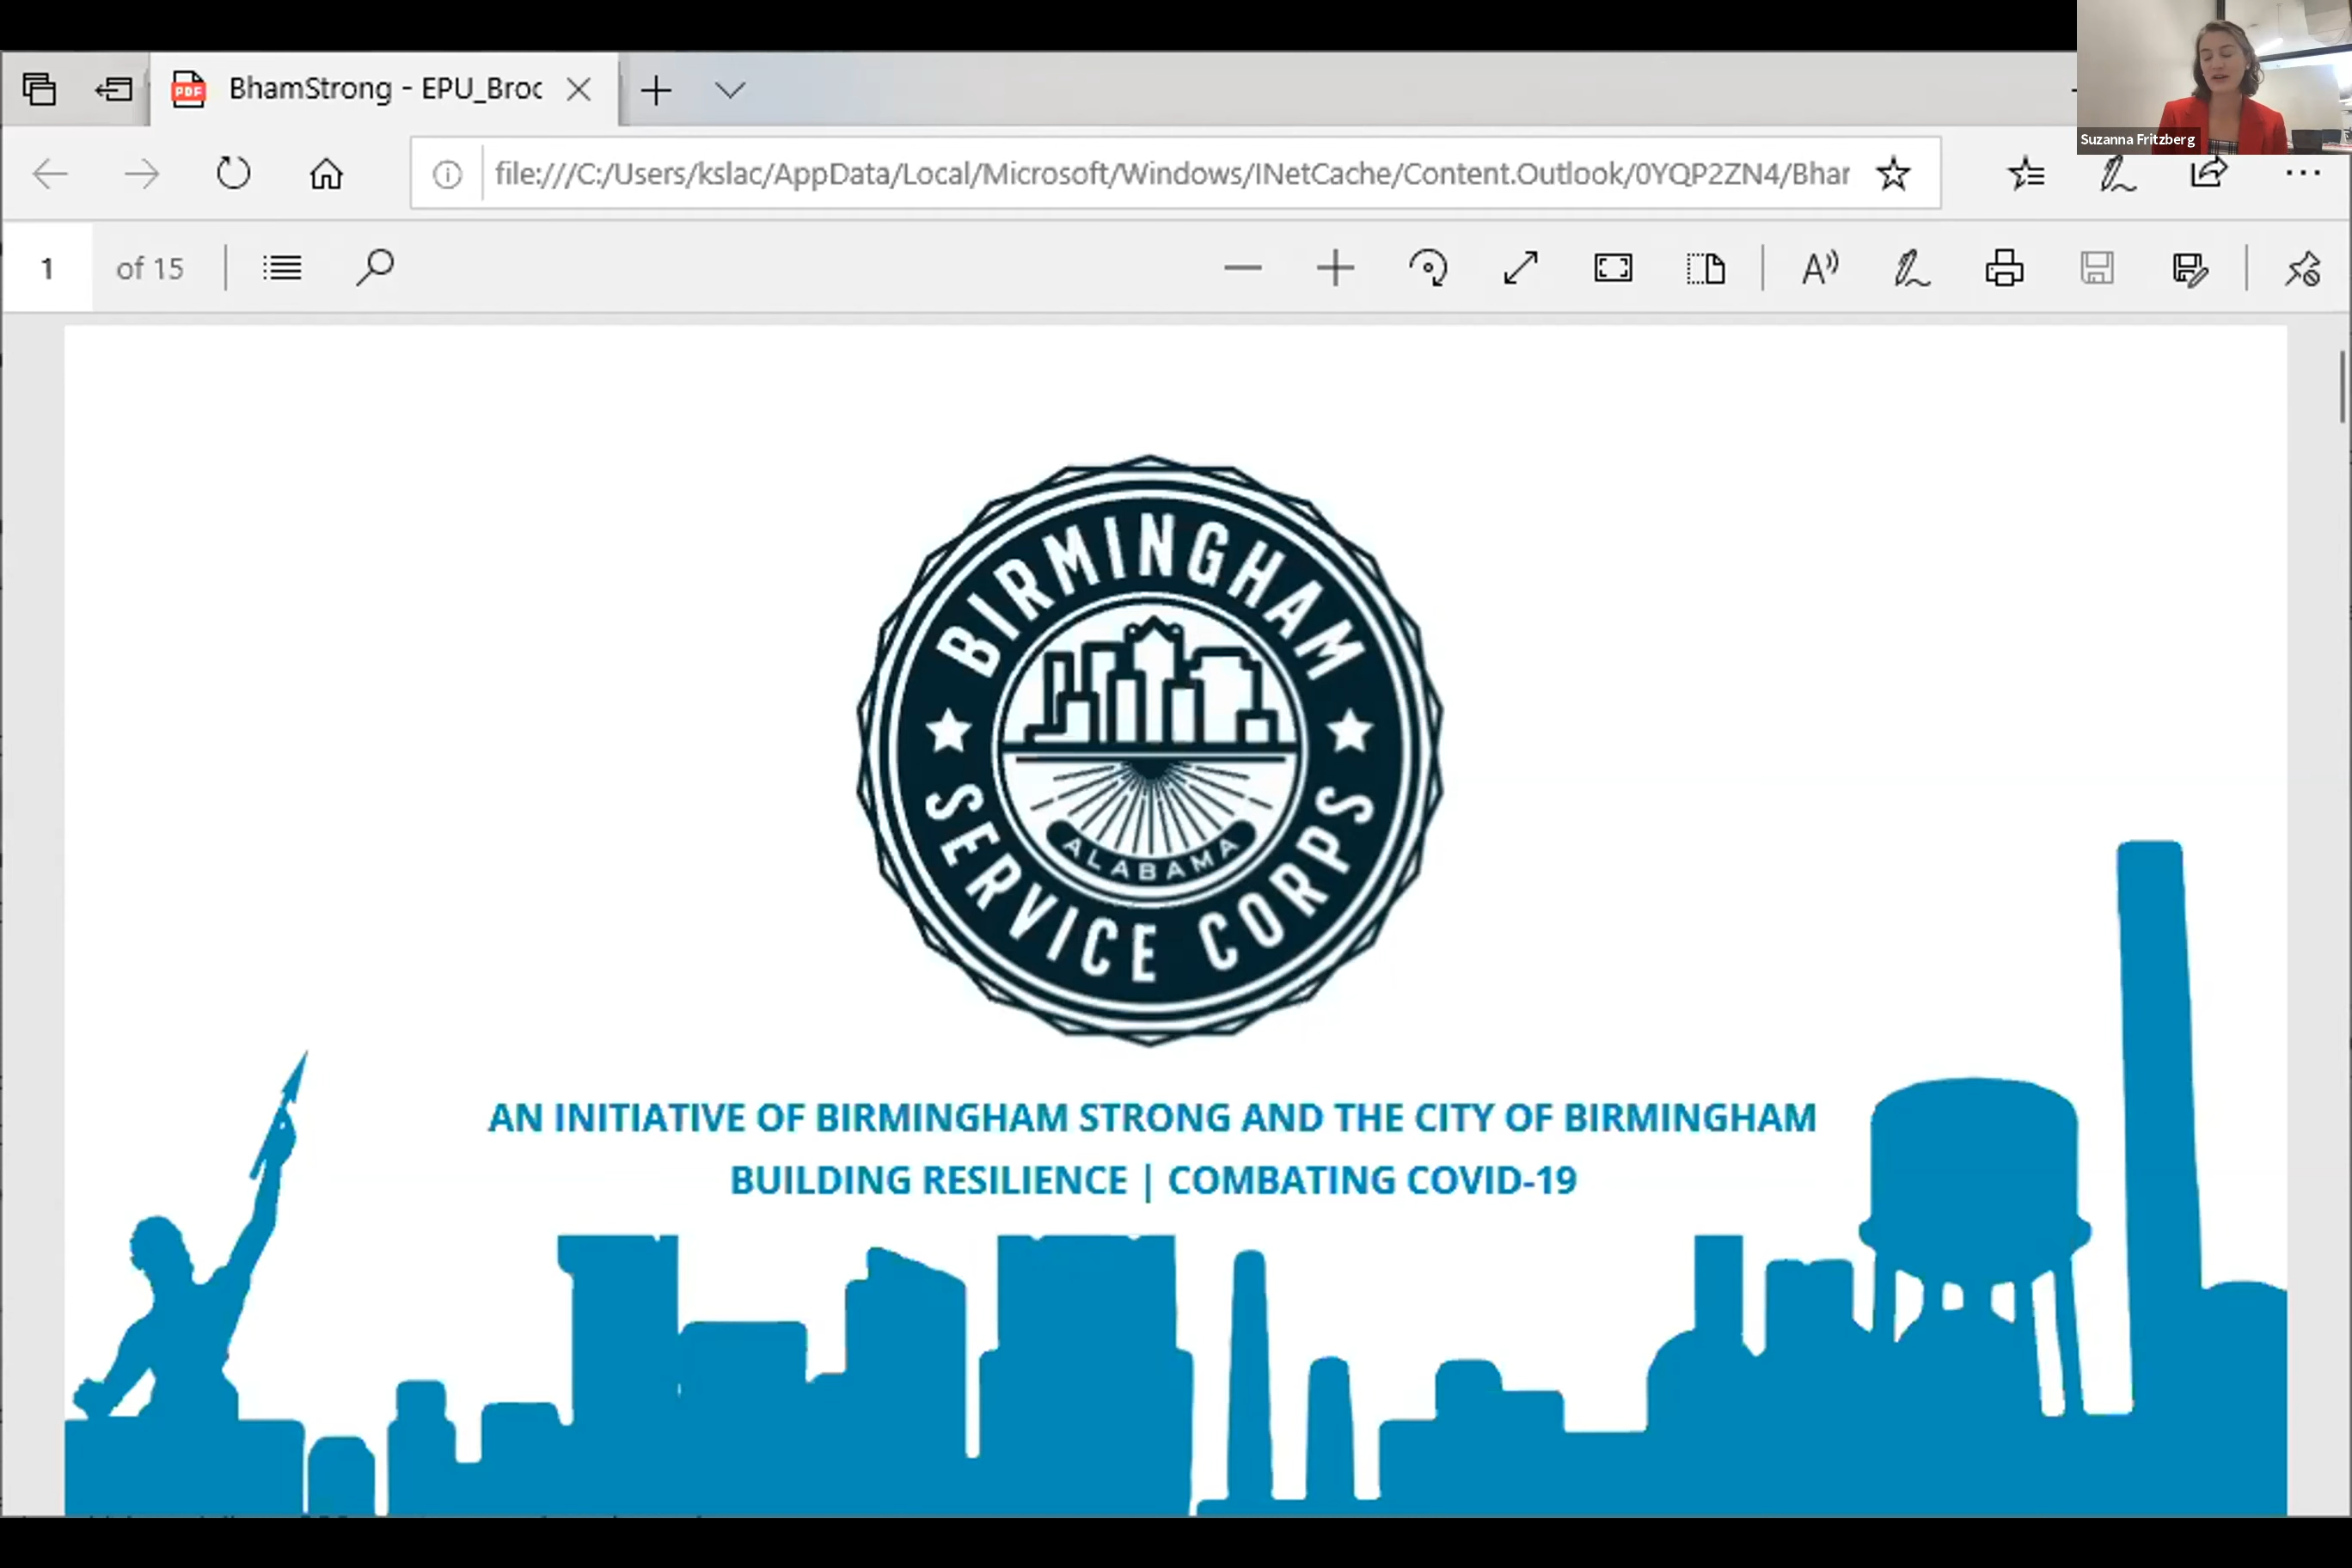 BhamStrong - EPU_Broc
Suzanna Fritzberg
file:///C:/Users/kslac/AppData/Local/Microsoft/Windows/INetCache/Content.Outlook/0YQP2ZN4/Bhar
1 of 15
BIRMINGHAM
ALABAMA
SERVICE CORPS
AN INITIATIVE OF BIRMINGHAM STRONG AND THE CITY OF BIRMINGHAM
BUILDING RESILIENCE | COMBATING COVID-19